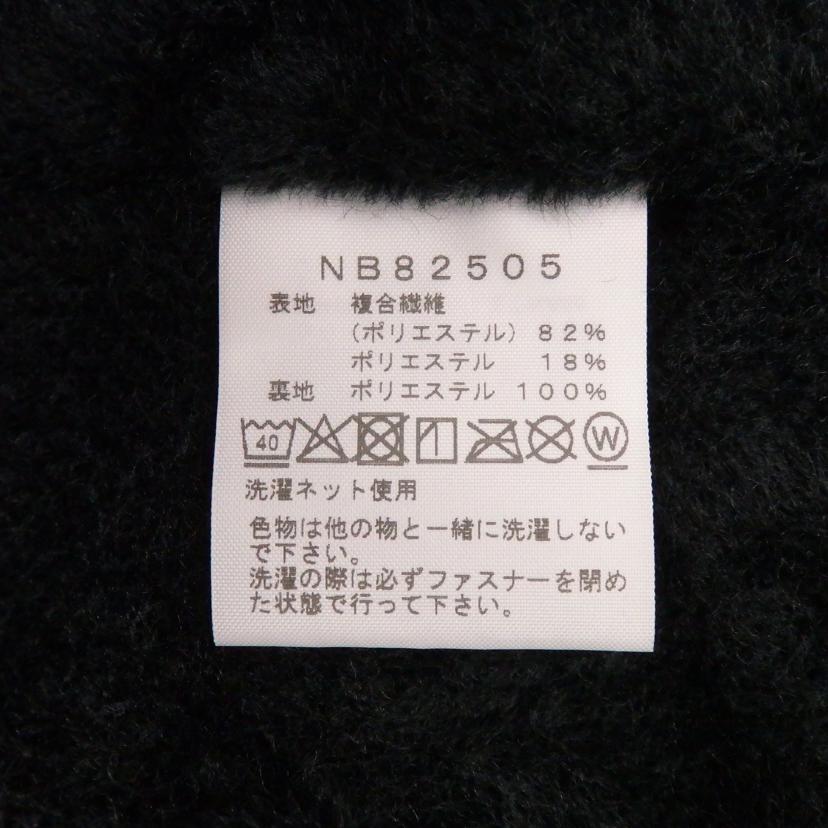 NB82505
表地 複合繊維
(ポリエステル) 82%
ポリエステル 18%
裏地 ポリエステル 100%
40 W
洗濯ネット使用
色物は他の物と一緒に洗濯しない
で下さい。
洗濯の際は必ずファスナーを閉め
た状態で行って下さい。